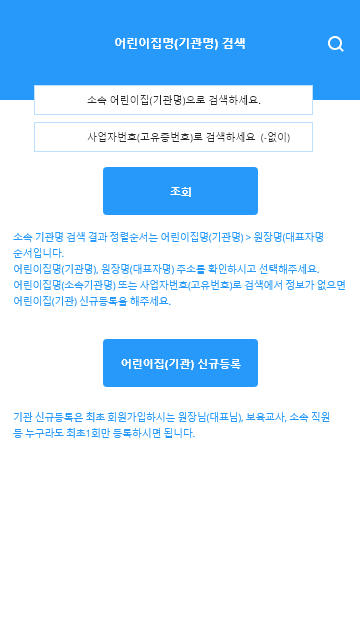 어린이집명(기관명) 검색
소속 어린이집(기관명)으로 검색하세요.
사업자번호(고유증번호)로 검색하세요 (-없이)
조회
소속 기관명 검색 결과 정렬순서는 어린이집명(기관명) > 원장명(대표자명
순서입니다.
어린이집명(기관명), 원장명(대표자명) 주소를 확인하시고 선택해주세요.
어린이집명(소속기관명) 또는 사업자번호(고유번호)로 검색에서 정보가 없으면
어린이집(기관) 신규등록을 해주세요.
어린이집(기관) 신규등록
기관 신규등록은 최초 회원가입하시는 원장님(대표님), 보육교사, 소속 직원
등 누구라도 최초1회만 등록하시면 됩니다.